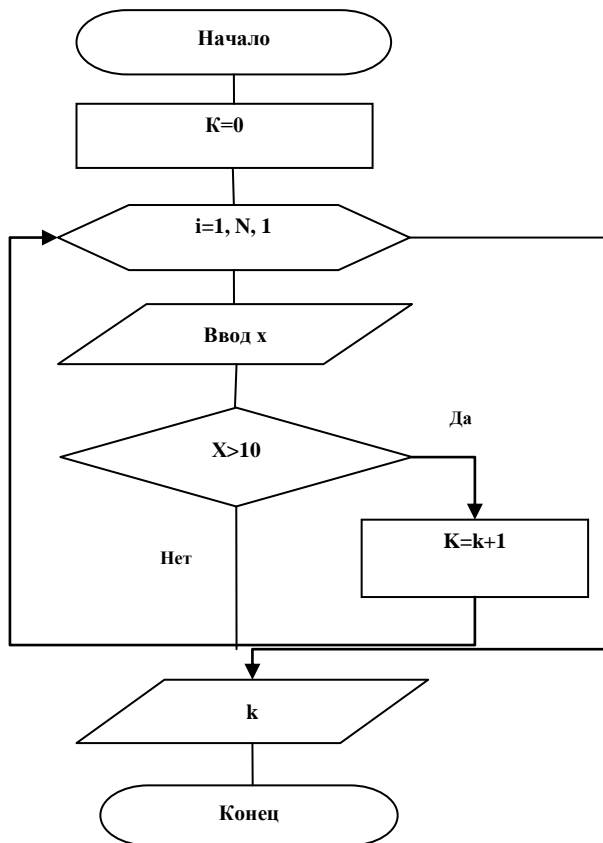 Начало
К=0
i=1, N, 1
Ввод x
Да
X>10
K=k+1
Нет
k
Конец